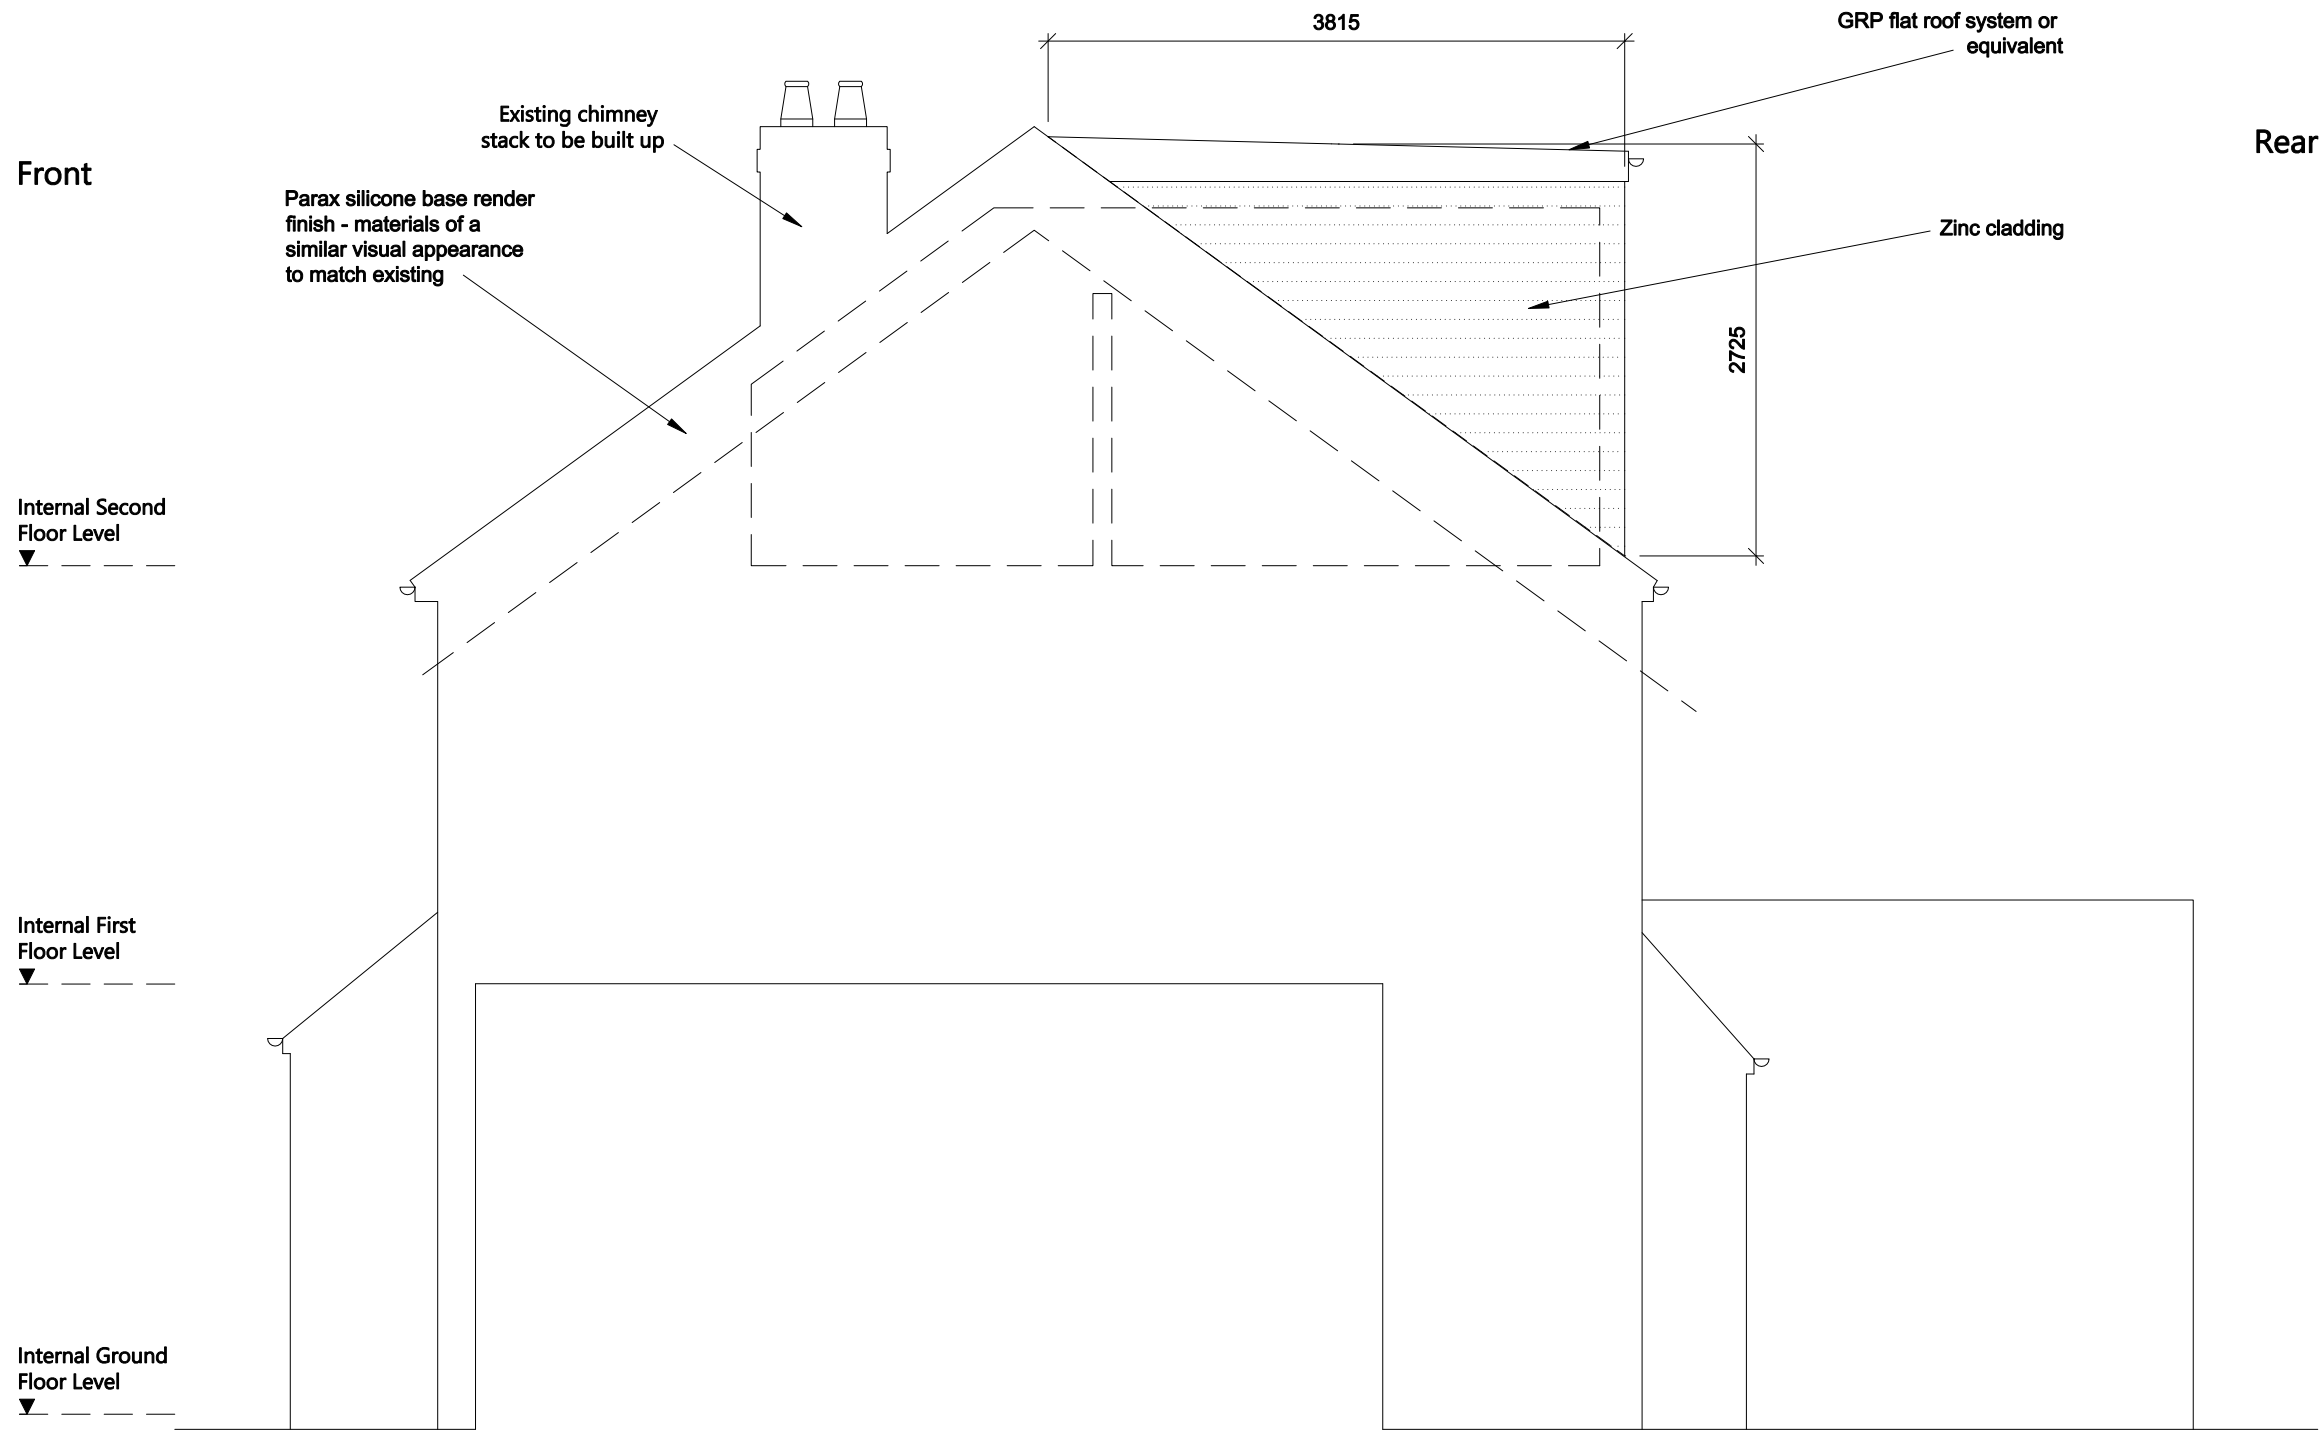 3815
GRP flat roof system or
equivalent
Existing chimney
stack to be built up
Rear
Front
Parax silicone base render
finish - materials of a
similar visual appearance
to match existing
Zinc cladding
2725
Internal Second
Floor Level
Internal First
Floor Level
Internal Ground
Floor Level